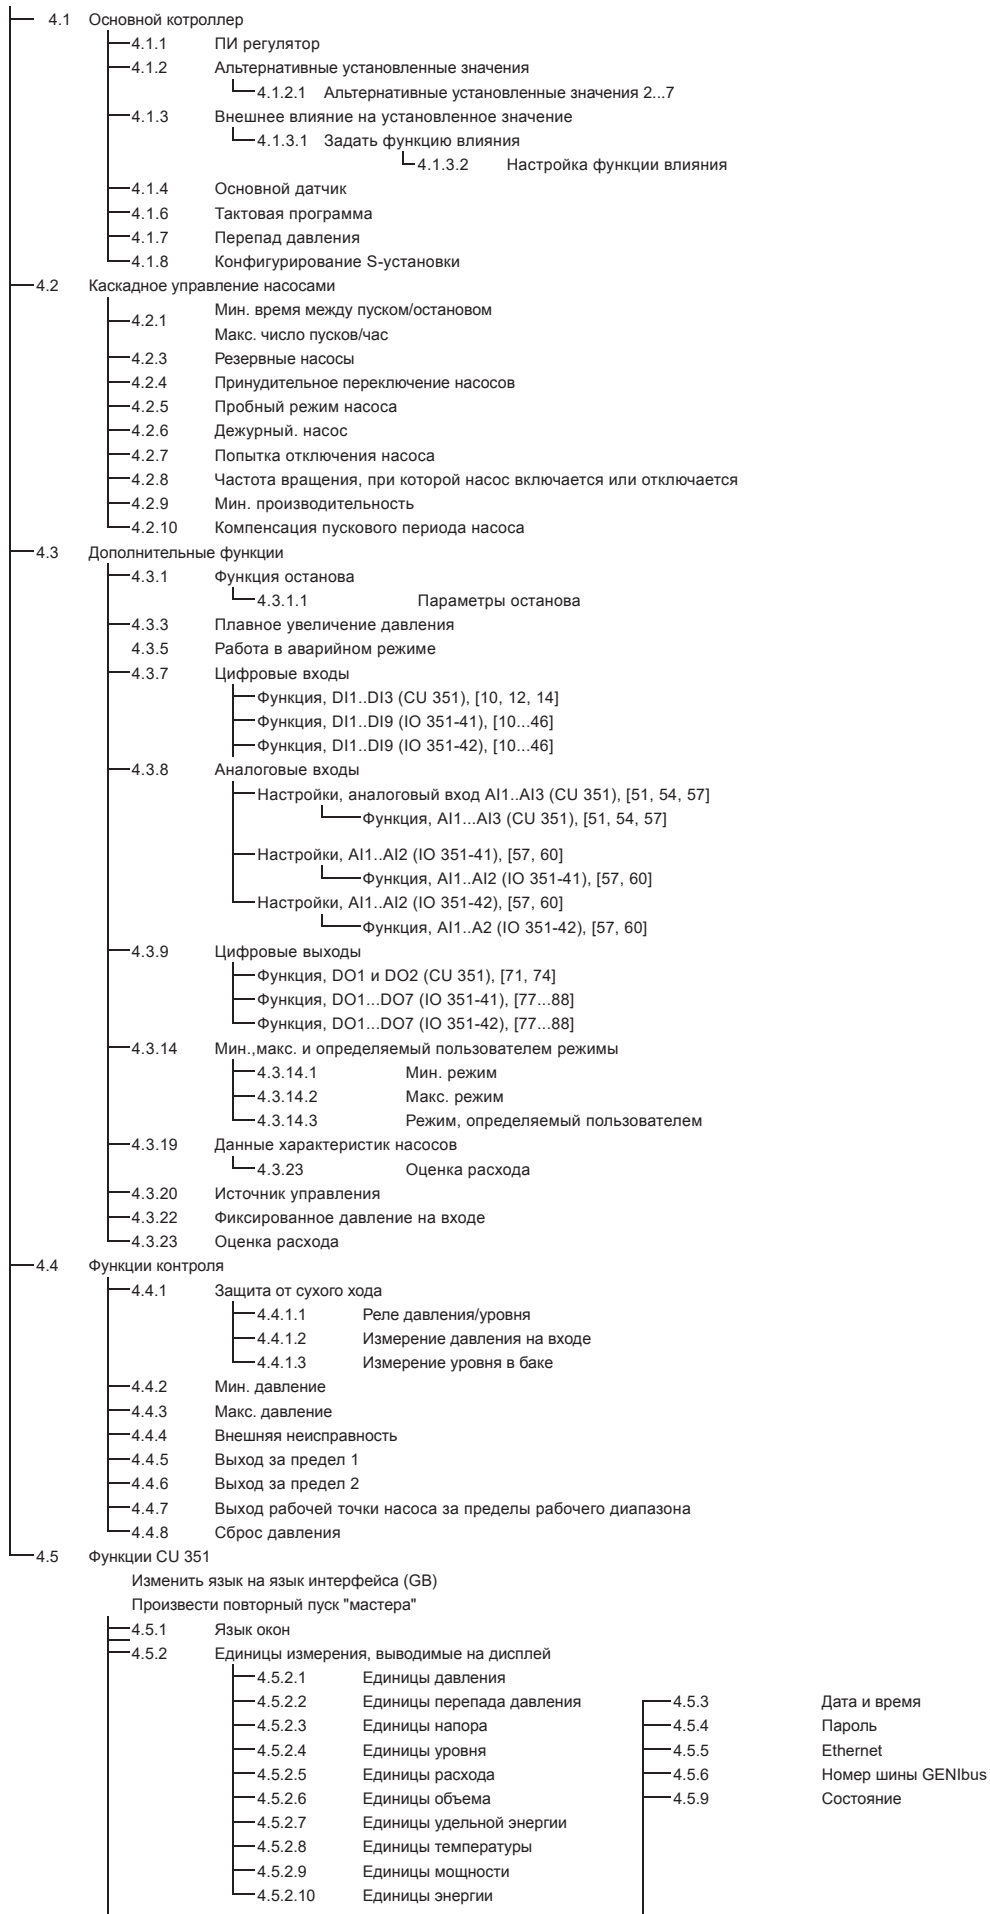 4.1 Основной котроллер
4.1.1 ПИ регулятор
4.1.2 Альтернативные установленные значения
4.1.2.1 Альтернативные установленные значения 2...7
4.1.3 Внешнее влияние на установленное значение
4.1.3.1 Задать функцию влияния
4.1.3.2 Настройка функции влияния
4.1.4 Основной датчик
4.1.6 Тактовая программа
4.1.7 Перепад давления
4.1.8 Конфигурирование S-установки
4.2 Каскадное управление насосами
4.2.1 Мин. время между пуском/остановом
Макс. число пусков/час
4.2.3 Резервные насосы
4.2.4 Принудительное переключение насосов
4.2.5 Пробный режим насоса
4.2.6 Дежурный. насос
4.2.7 Попытка отключения насоса
4.2.8 Частота вращения, при которой насос включается или отключается
4.2.9 Мин. производительность
4.2.10 Компенсация пускового периода насоса
4.3 Дополнительные функции
4.3.1 Функция останова
4.3.1.1 Параметры останова
4.3.3 Плавное увеличение давления
4.3.5 Работа в аварийном режиме
4.3.7 Цифровые входы
Функция, DI1..DI3 (CU 351), [10, 12, 14]
Функция, DI1..DI9 (IO 351-41), [10...46]
Функция, DI1..DI9 (IO 351-42), [10...46]
4.3.8 Аналоговые входы
Настройки, аналоговый вход AI1..AI3 (CU 351), [51, 54, 57]
Функция, AI1...AI3 (CU 351), [51, 54, 57]
Настройки, AI1..AI2 (IO 351-41), [57, 60]
Функция, AI1..AI2 (IO 351-41), [57, 60]
Настройки, AI1..AI2 (IO 351-42), [57, 60]
Функция, AI1..A2 (IO 351-42), [57, 60]
4.3.9 Цифровые выходы
Функция, DO1 и DO2 (CU 351), [71, 74]
Функция, DO1...DO7 (IO 351-41), [77...88]
Функция, DO1...DO7 (IO 351-42), [77...88]
4.3.14 Мин.,макс. и определяемый пользователем режимы
4.3.14.1 Мин. режим
4.3.14.2 Макс. режим
4.3.14.3 Режим, определяемый пользователем
4.3.19 Данные характеристик насосов
4.3.23 Оценка расхода
4.3.20 Источник управления
4.3.22 Фиксированное давление на входе
4.3.23 Оценка расхода
4.4 Функции контроля
4.4.1 Защита от сухого хода
4.4.1.1 Реле давления/уровня
4.4.1.2 Измерение давления на входе
4.4.1.3 Измерение уровня в баке
4.4.2 Мин. давление
4.4.3 Макс. давление
4.4.4 Внешняя неисправность
4.4.5 Выход за предел 1
4.4.6 Выход за предел 2
4.4.7 Выход рабочей точки насоса за пределы рабочего диапазона
4.4.8 Сброс давления
4.5 Функции CU 351
Изменить язык на язык интерфейса (GB)
Произвести повторный пуск "мастера"
4.5.1 Язык окон
4.5.2 Единицы измерения, выводимые на дисплей
4.5.2.1 Единицы давления
4.5.2.2 Единицы перепада давления
4.5.2.3 Единицы напора
4.5.2.4 Единицы уровня
4.5.2.5 Единицы расхода
4.5.2.6 Единицы объема
4.5.2.7 Единицы удельной энергии
4.5.2.8 Единицы температуры
4.5.2.9 Единицы мощности
4.5.2.10 Единицы энергии
4.5.3 Дата и время
4.5.4 Пароль
4.5.5 Ethernet
4.5.6 Номер шины GENIbus
4.5.9 Состояние